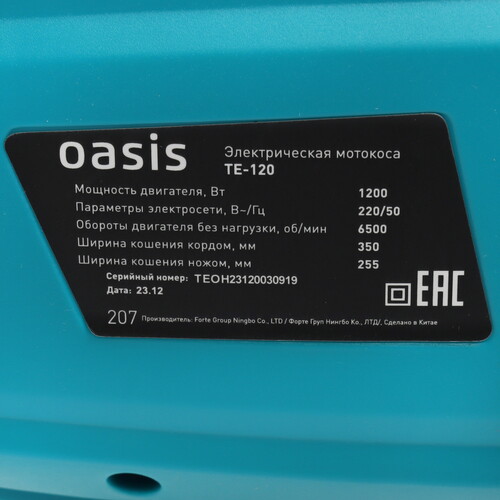 oasis Электрическая мотокоса
TE-120
Мощность двигателя, Вт 1200
Параметры электросети, В~/Гц 220/50
Обороты двигателя без нагрузки, об/мин 6500
Ширина кошения кордом, мм 350
Ширина кошения ножом, мм 255
Серийный номер: TEOH23120030919
Дата: 23.12
EAC
207 Производитель: Forte Group Ningbo Co., LTD / Форте Груп Нингбо Ко., ЛТД/, Сделано в Китае